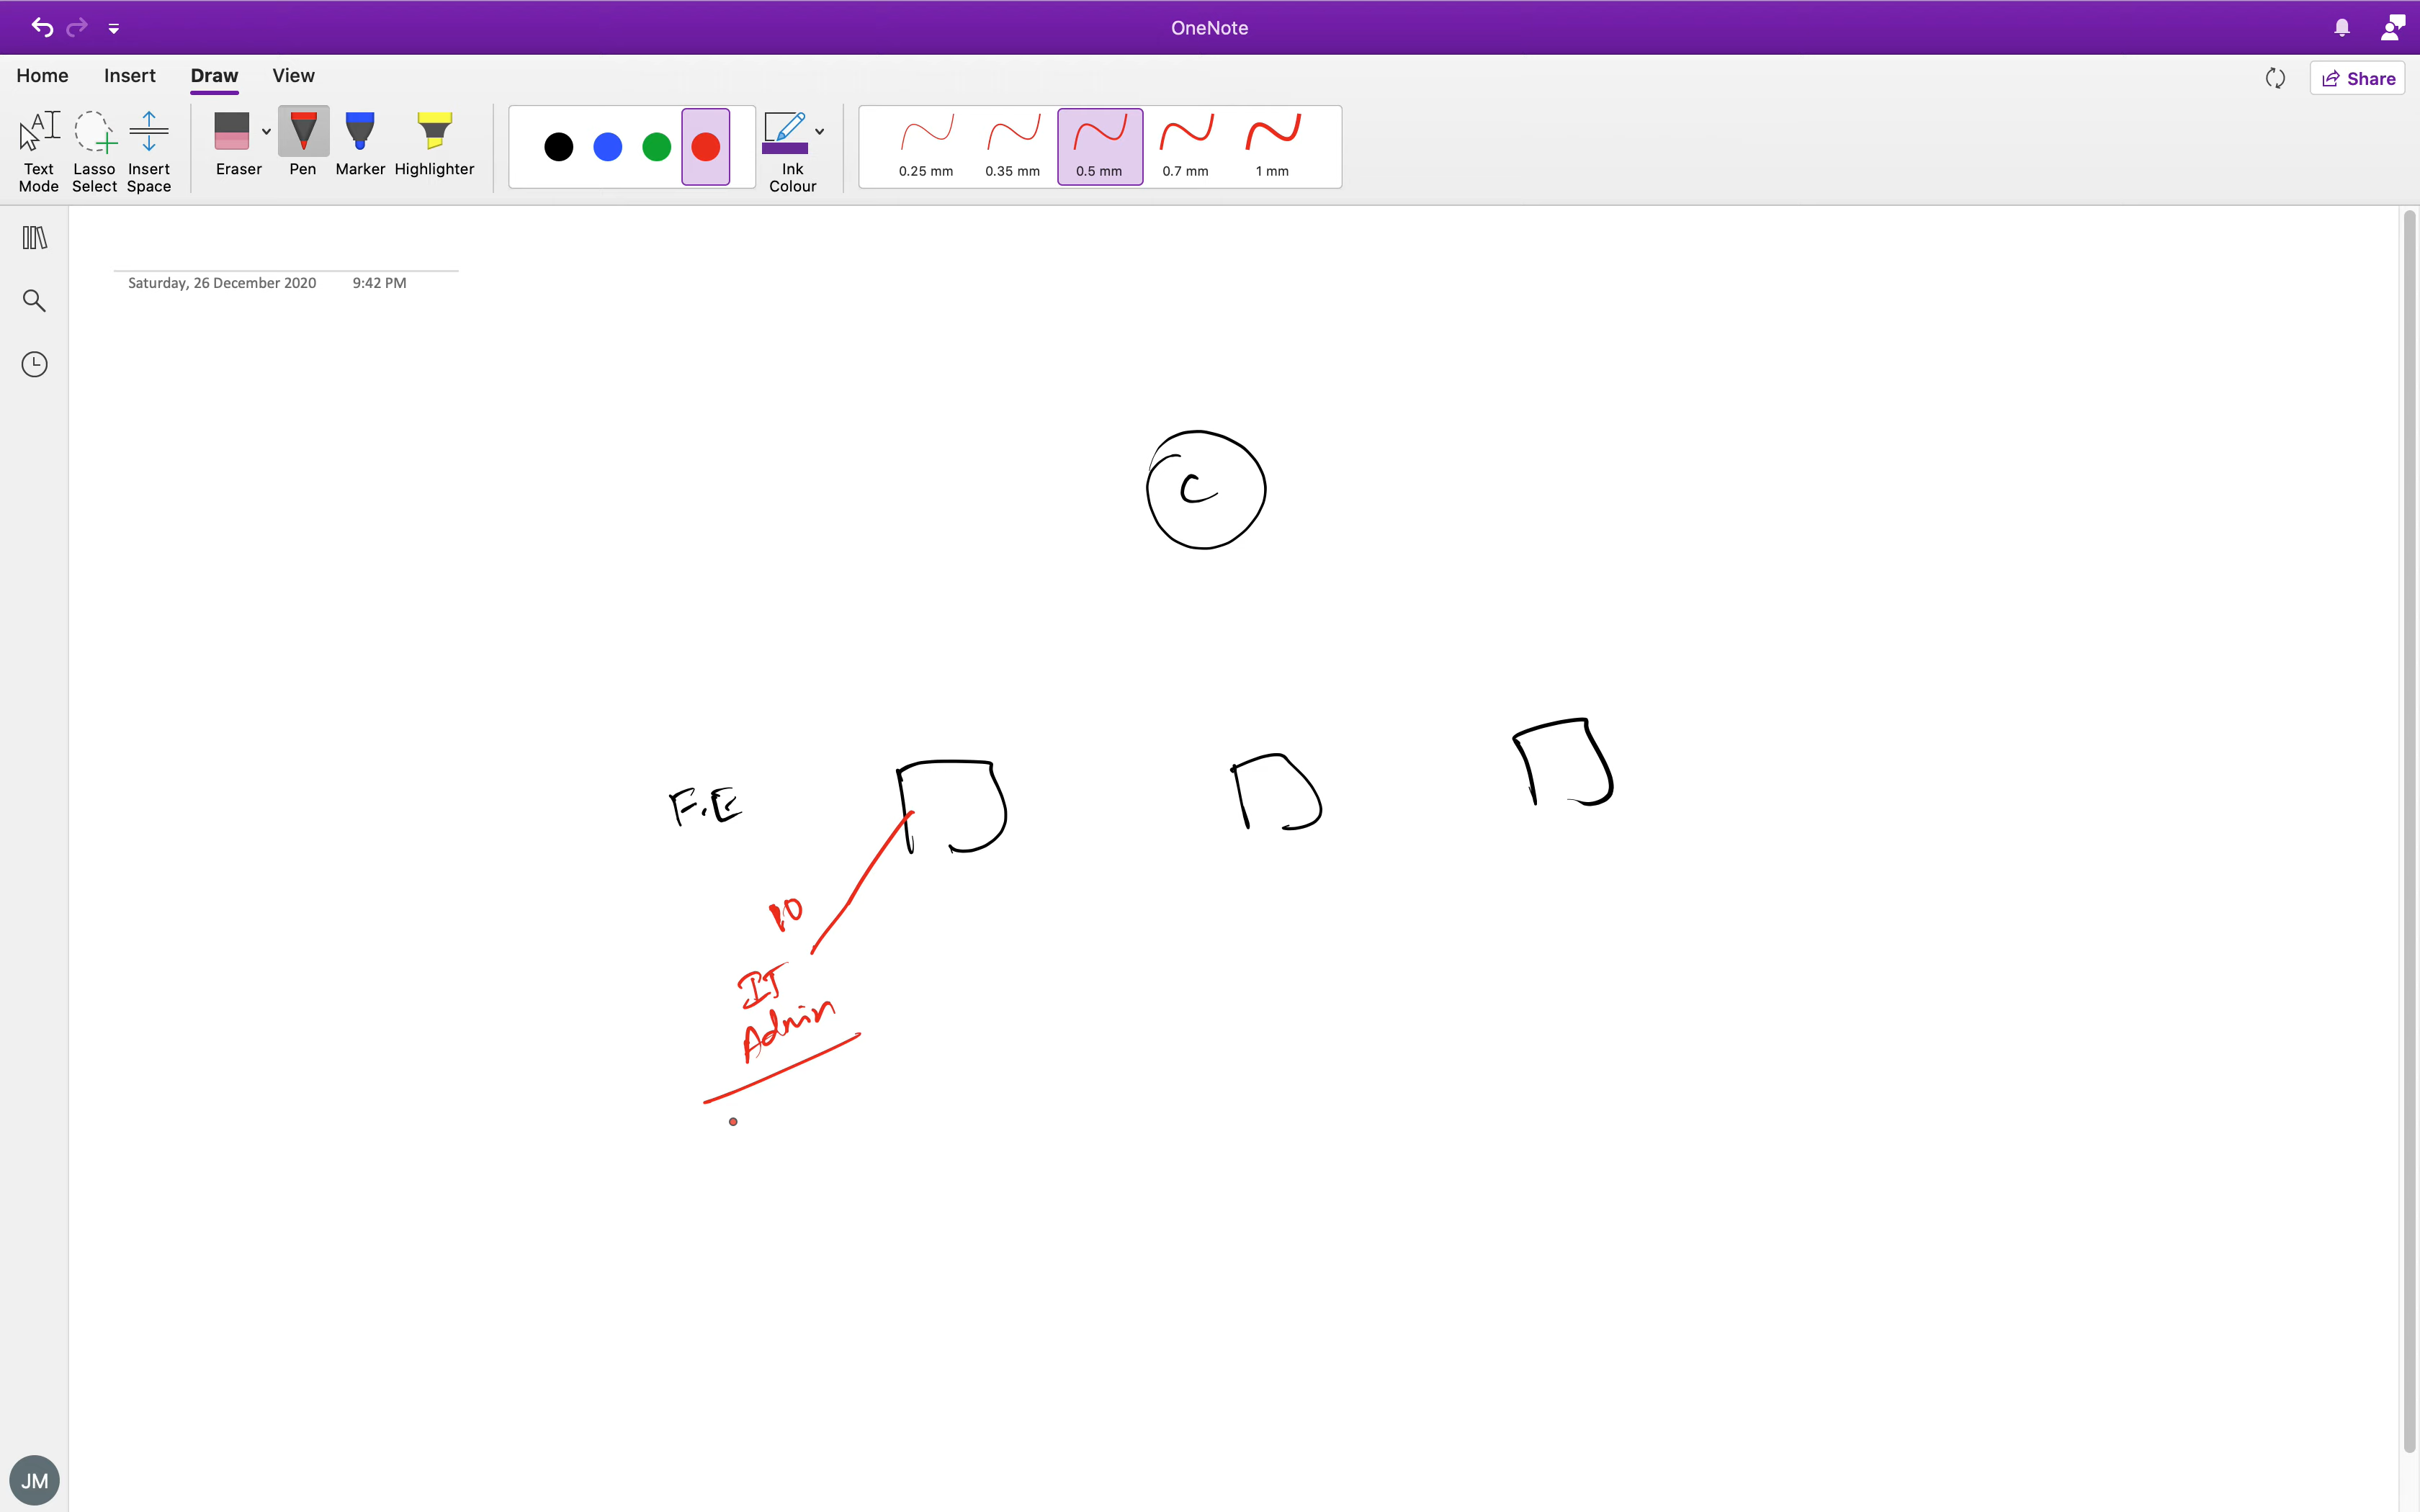 OneNote
Home Insert Draw View
Share
Text Mode
Lasso Select
Insert Space
Eraser
Pen
Marker
Highlighter
Ink Colour
0.25 mm
0.35 mm
0.5 mm
0.7 mm
1 mm
Saturday, 26 December 2020 9:42 PM
C
F.E
10
IT
Admin
JM